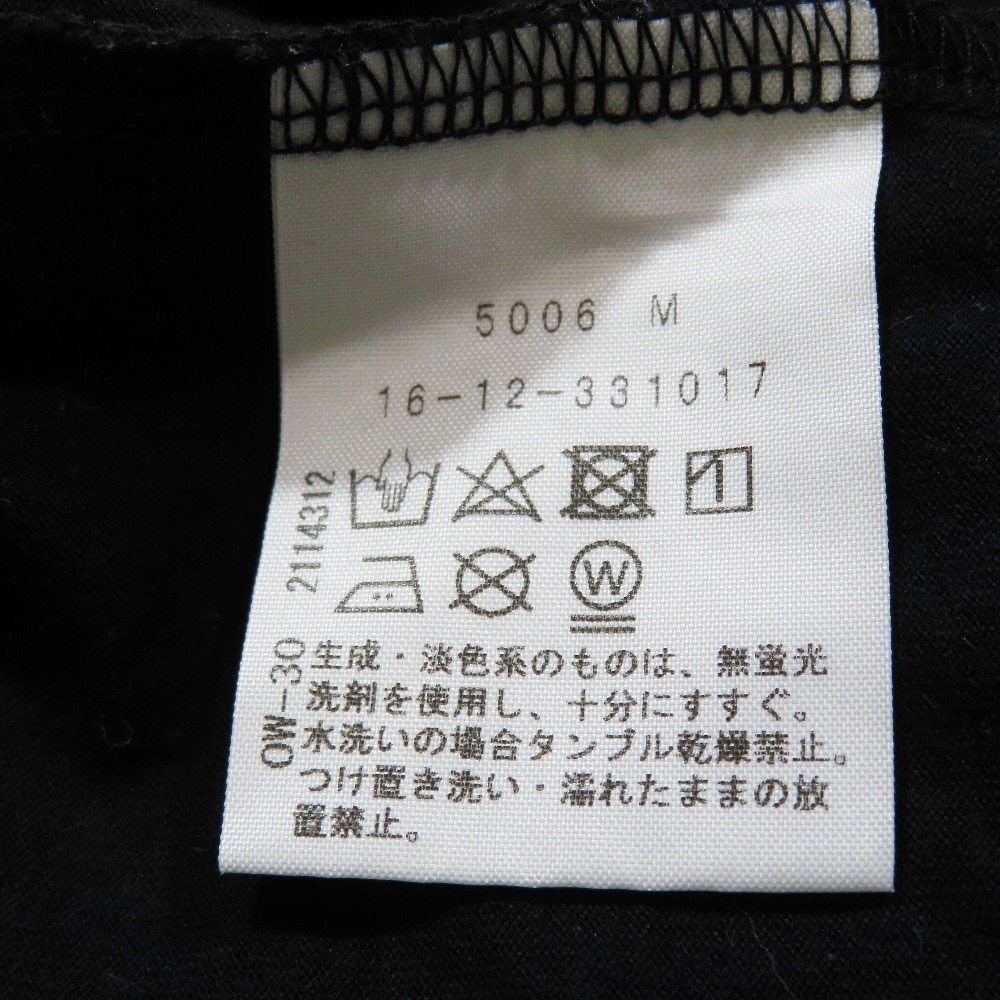 5006 M
16-12-331017
2114312
W
OW-30
生成・淡色系のものは、無蛍光
洗剤を使用し、十分にすすぐ。
水洗いの場合タンブル乾燥禁止。
つけ置き洗い・濡れたままの放
置禁止。